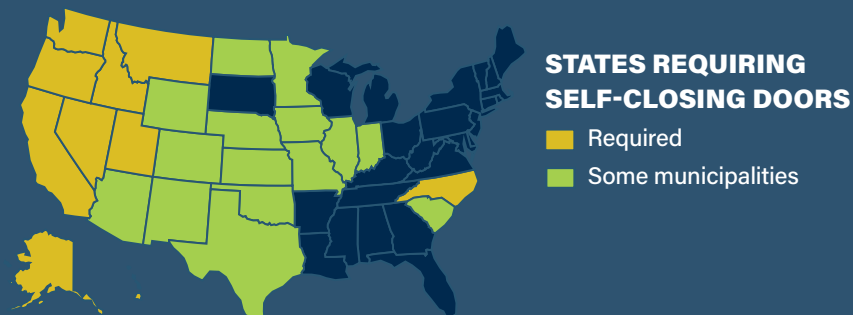 STATES REQUIRING
SELF-CLOSING DOORS
Required
Some municipalities